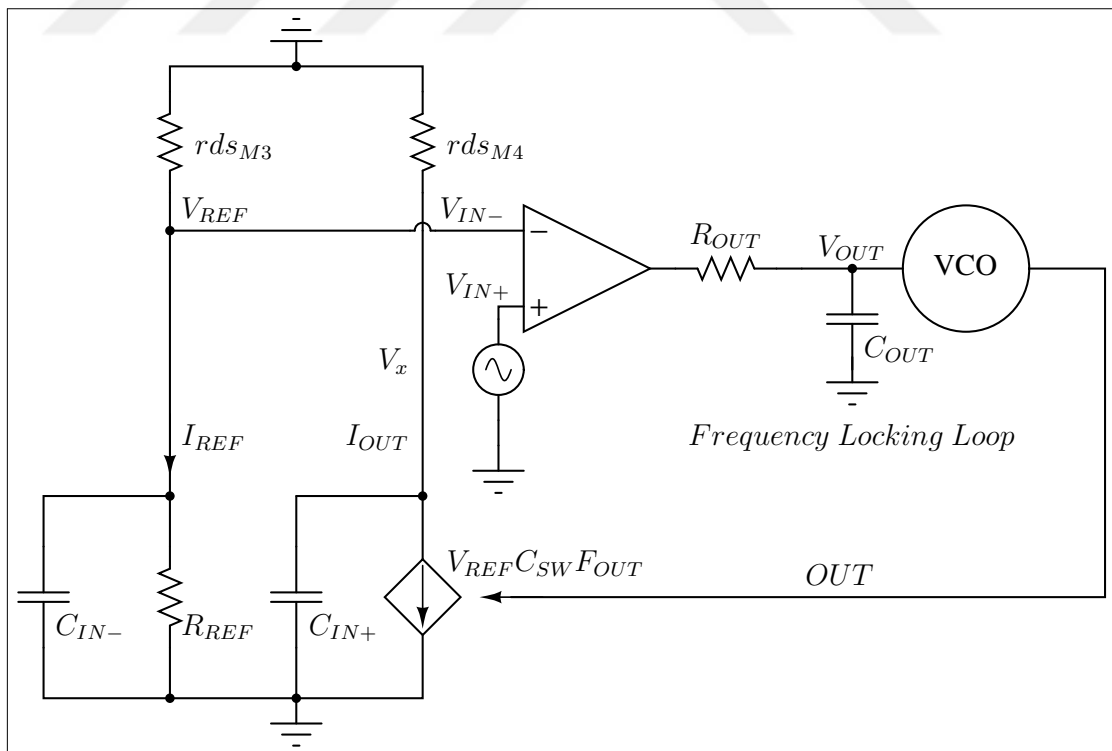 rds_{M3}
rds_{M4}
V_{REF}
V_{IN-}
−
R_{OUT}
V_{OUT}
VCO
V_{IN+}
+
V_x
C_{OUT}
I_{REF}
I_{OUT}
Frequency Locking Loop
V_{REF}C_{SW}F_{OUT}
OUT
C_{IN-}
R_{REF}
C_{IN+}